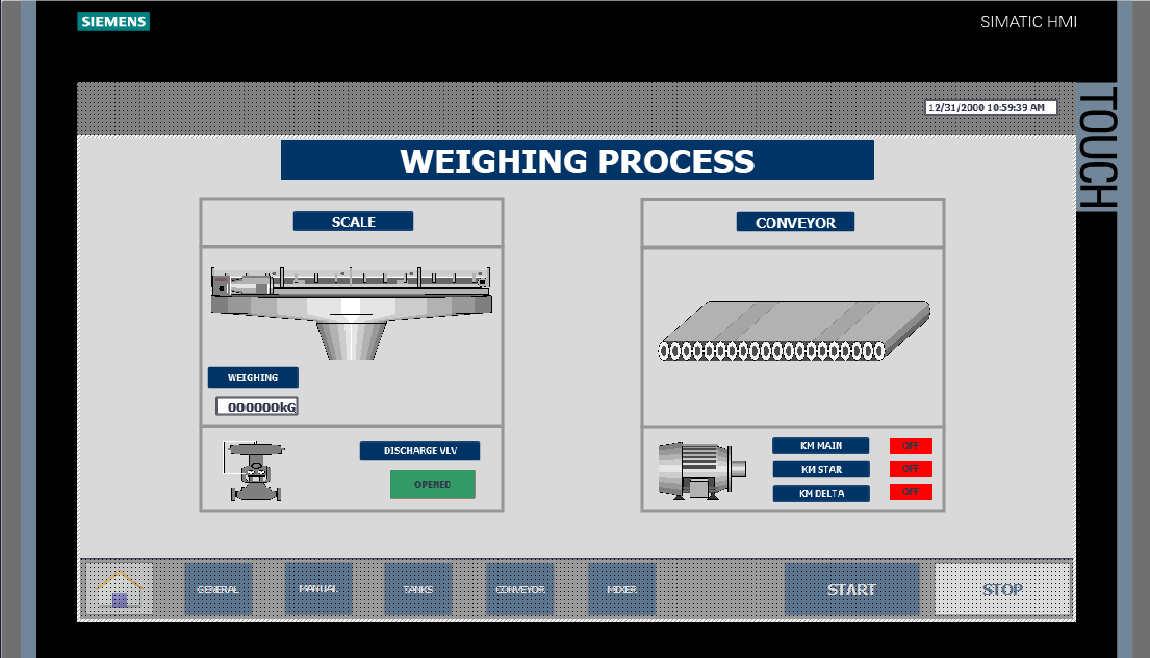 SIEMENS
SIMATIC HMI
TOUCH
12/31/2000 10:59:39 AM
WEIGHING PROCESS
SCALE
CONVEYOR
WEIGHING
000000kG
DISCHARGE VLV
OPENED
KM MAIN OFF
KM STAR OFF
KM DELTA OFF
GENERAL
MANUAL
TANKS
CONVEYOR
MIXER
START
STOP